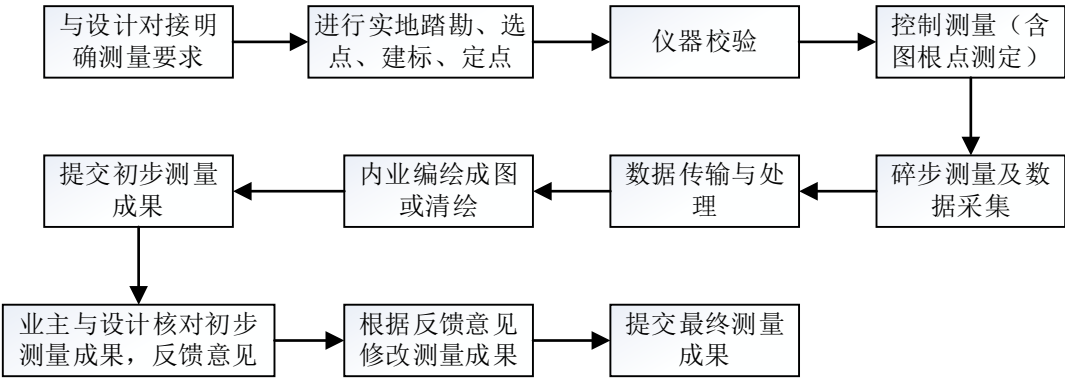 与设计对接明
确测量要求
进行实地踏勘、选
点、建标、定点
仪器校验
控制测量（含
图根点测定）
碎步测量及数
据采集
数据传输与处
理
内业编绘成图
或清绘
提交初步测量
成果
业主与设计核对初步
测量成果，反馈意见
根据反馈意见
修改测量成果
提交最终测量
成果